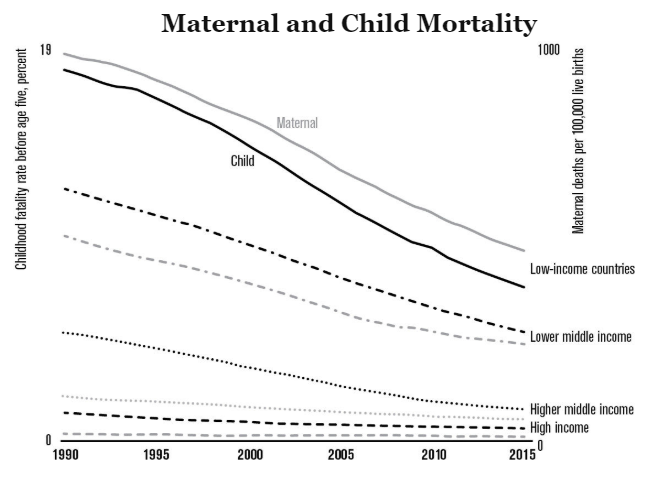 Maternal and Child Mortality
19
1000
Childhood fatality rate before age five, percent
Maternal deaths per 100,000 live births
Maternal
Child
Low-income countries
Lower middle income
Higher middle income
High income
0
0
1990
1995
2000
2005
2010
2015